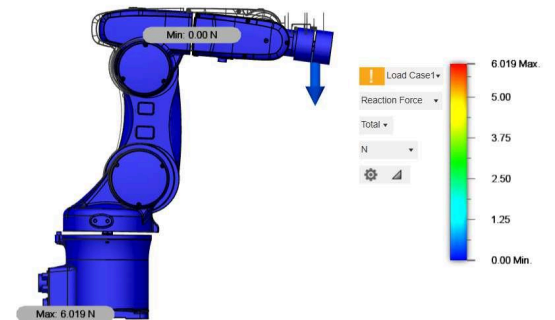 Min: 0.00 N
Max: 6.019 N
! Load Case1
Reaction Force
Total
N
6.019 Max.
5.00
3.75
2.50
1.25
0.00 Min.